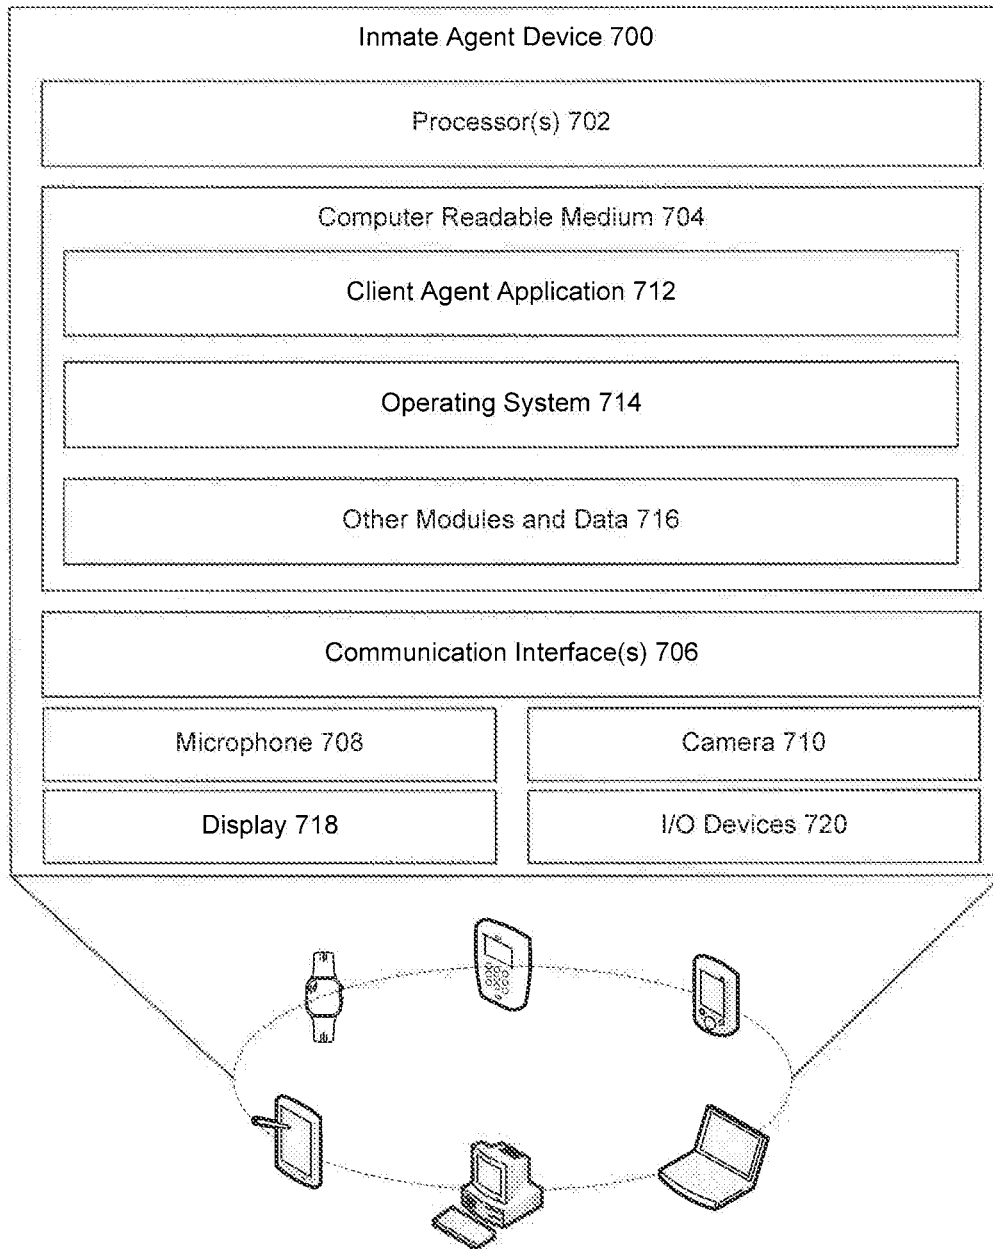 Inmate Agent Device 700
Processor(s) 702
Computer Readable Medium 704
Client Agent Application 712
Operating System 714
Other Modules and Data 716
Communication Interface(s) 706
Microphone 708
Camera 710
Display 718
I/O Devices 720